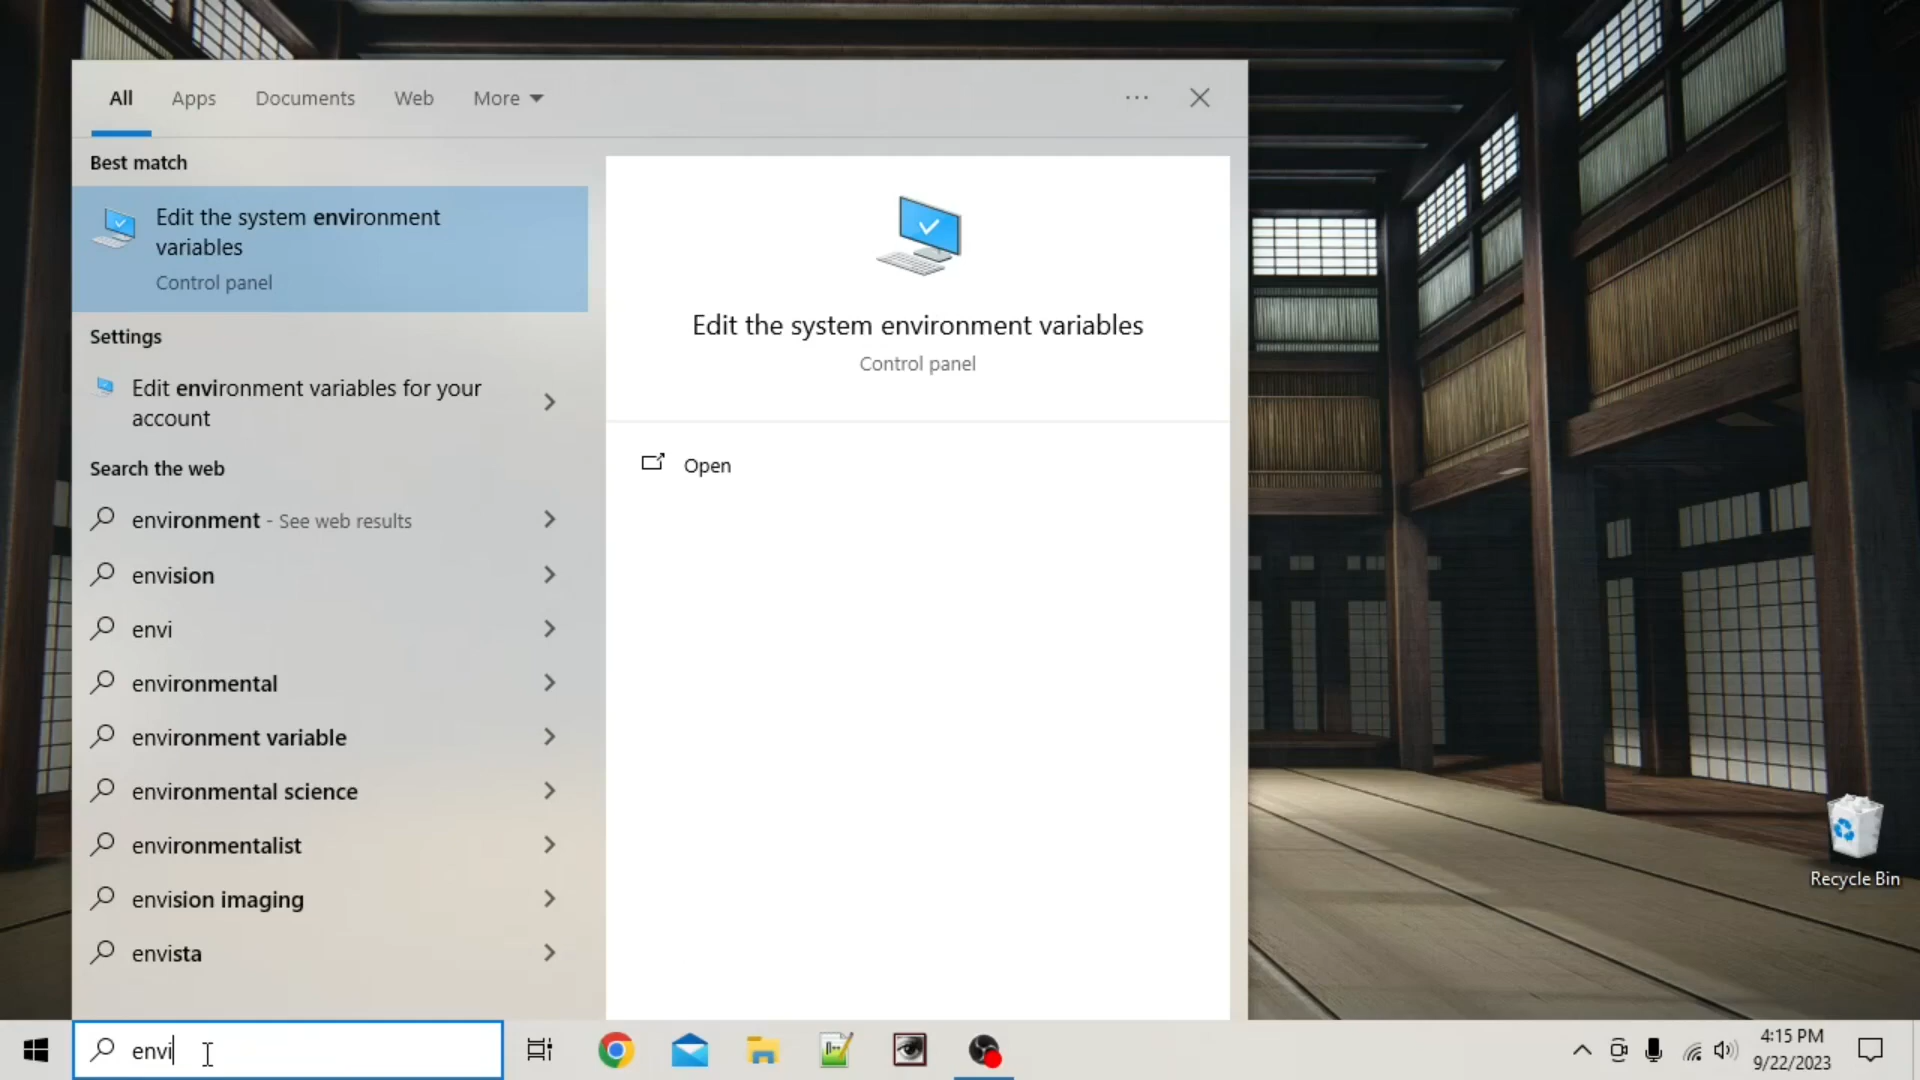 All Apps Documents Web More
Best match
Edit the system environment
variables
Control panel
Settings
Edit environment variables for your
account
Search the web
environment - See web results
envision
envi
environmental
environment variable
environmental science
environmentalist
envision imaging
envista
Edit the system environment variables
Control panel
Open
Recycle Bin
envi
4:15 PM
9/22/2023